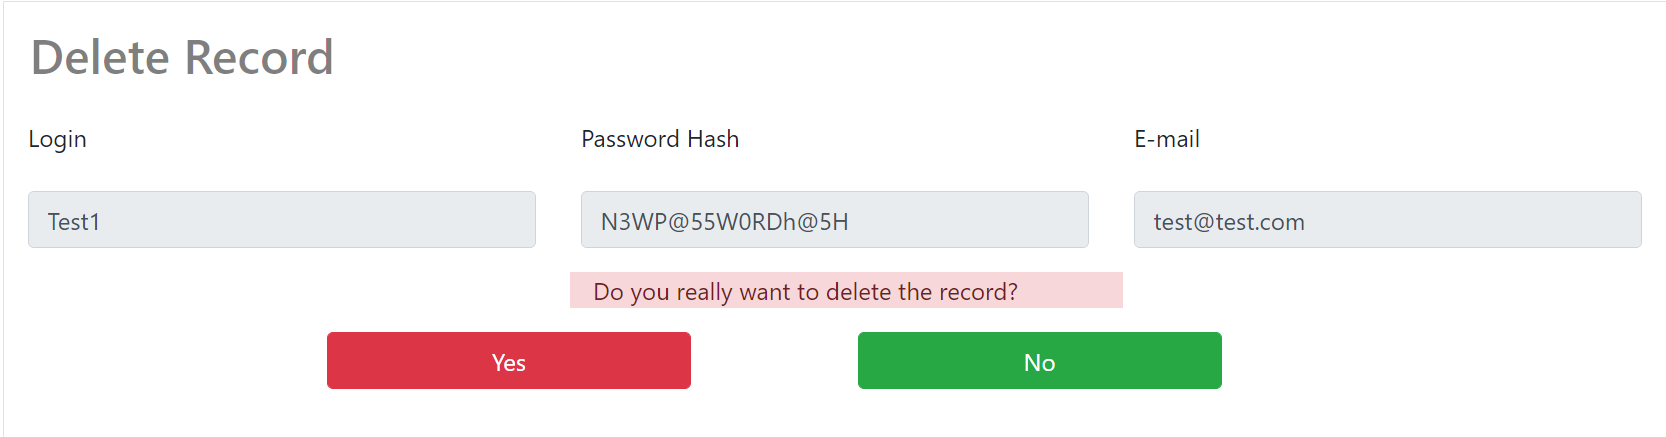 Delete Record
Login Password Hash E-mail
Test1 N3WP@55W0RDh@5H test@test.com
Do you really want to delete the record?
Yes No